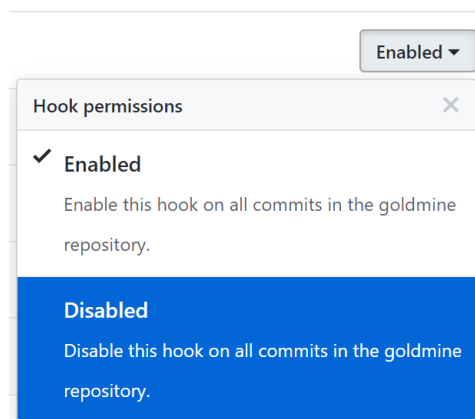 Enabled
Hook permissions
Enabled
Enable this hook on all commits in the goldmine
repository.
Disabled
Disable this hook on all commits in the goldmine
repository.